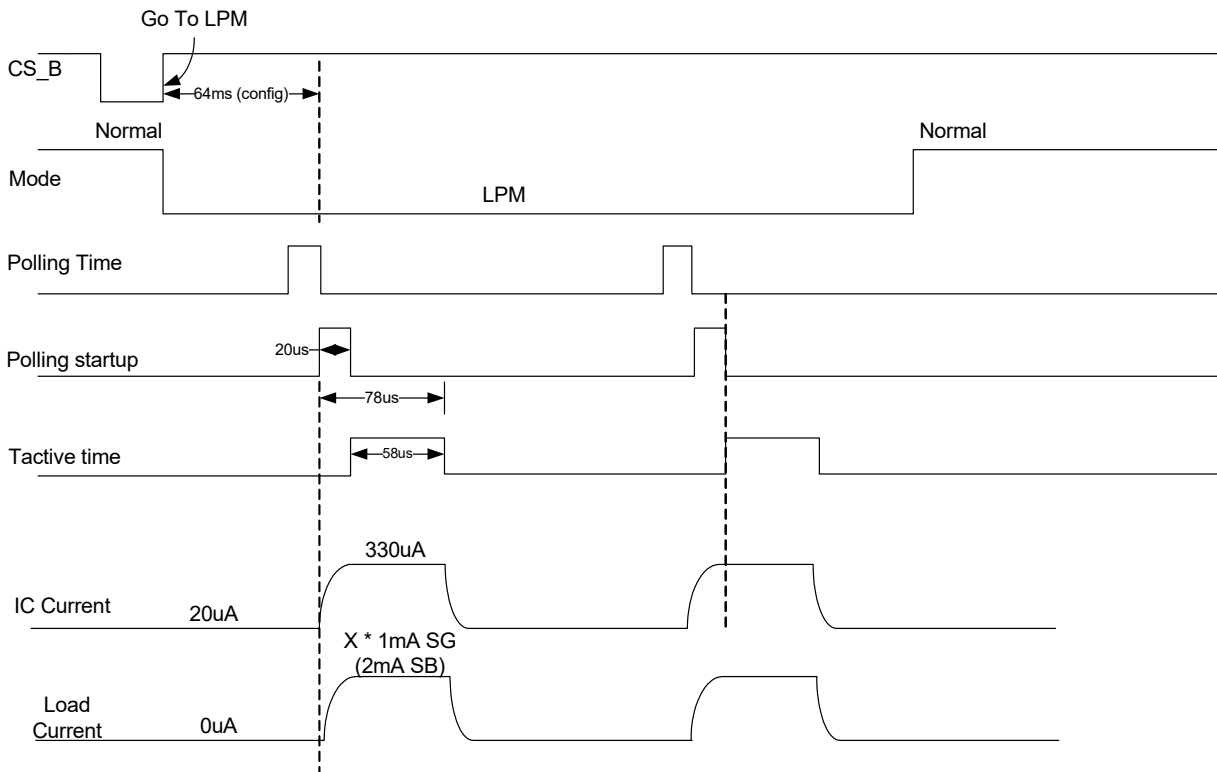 Go To LPM
CS_B
64ms (config)
Normal
Normal
Mode
LPM
Polling Time
20us
Polling startup
78us
Tactive time
58us
330uA
IC Current
20uA
X * 1mA SG
(2mA SB)
Load
Current
0uA